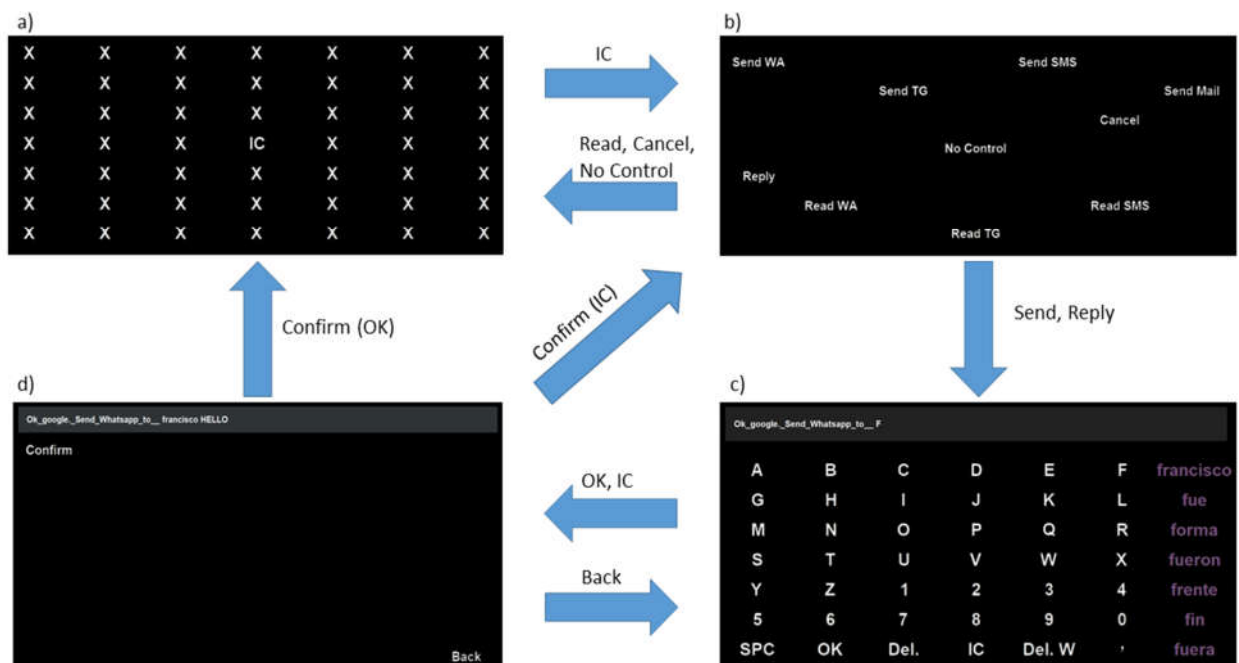 a)
X X X X X X X
X X X X X X X
X X X X X X X
X X X IC X X X
X X X X X X X
X X X X X X X
X X X X X X X
IC
Read, Cancel,
No Control
b)
Send WA Send SMS
Send TG Send Mail
Cancel
No Control
Reply
Read WA Read SMS
Read TG
Confirm (OK)
Confirm (IC)
Send, Reply
d)
Ok_google._Send_Whatsapp_to__ francisco HELLO
Confirm
Back
OK, IC
Back
c)
Ok_google._Send_Whatsapp_to__ F
A B C D E F francisco
G H I J K L fue
M N O P Q R forma
S T U V W X fueron
Y Z 1 2 3 4 frente
5 6 7 8 9 0 fin
SPC OK Del. IC Del. W , fuera